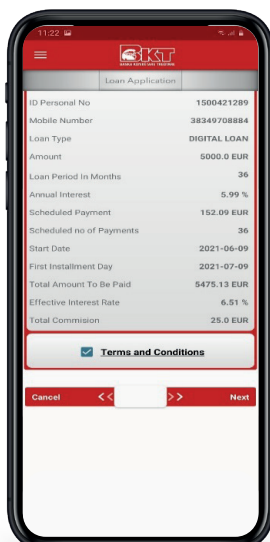 11:22
BKT
BANKA KOMBETARE TREGTARE
Loan Application
ID Personal No 1500421289
Mobile Number 38349708884
Loan Type DIGITAL LOAN
Amount 5000.0 EUR
Loan Period In Months 36
Annual Interest 5.99 %
Scheduled Payment 152.09 EUR
Scheduled no of Payments 36
Start Date 2021-06-09
First Installment Day 2021-07-09
Total Amount To Be Paid 5475.13 EUR
Effective Interest Rate 6.51 %
Total Commision 25.0 EUR
Terms and Conditions
Cancel << >> Next